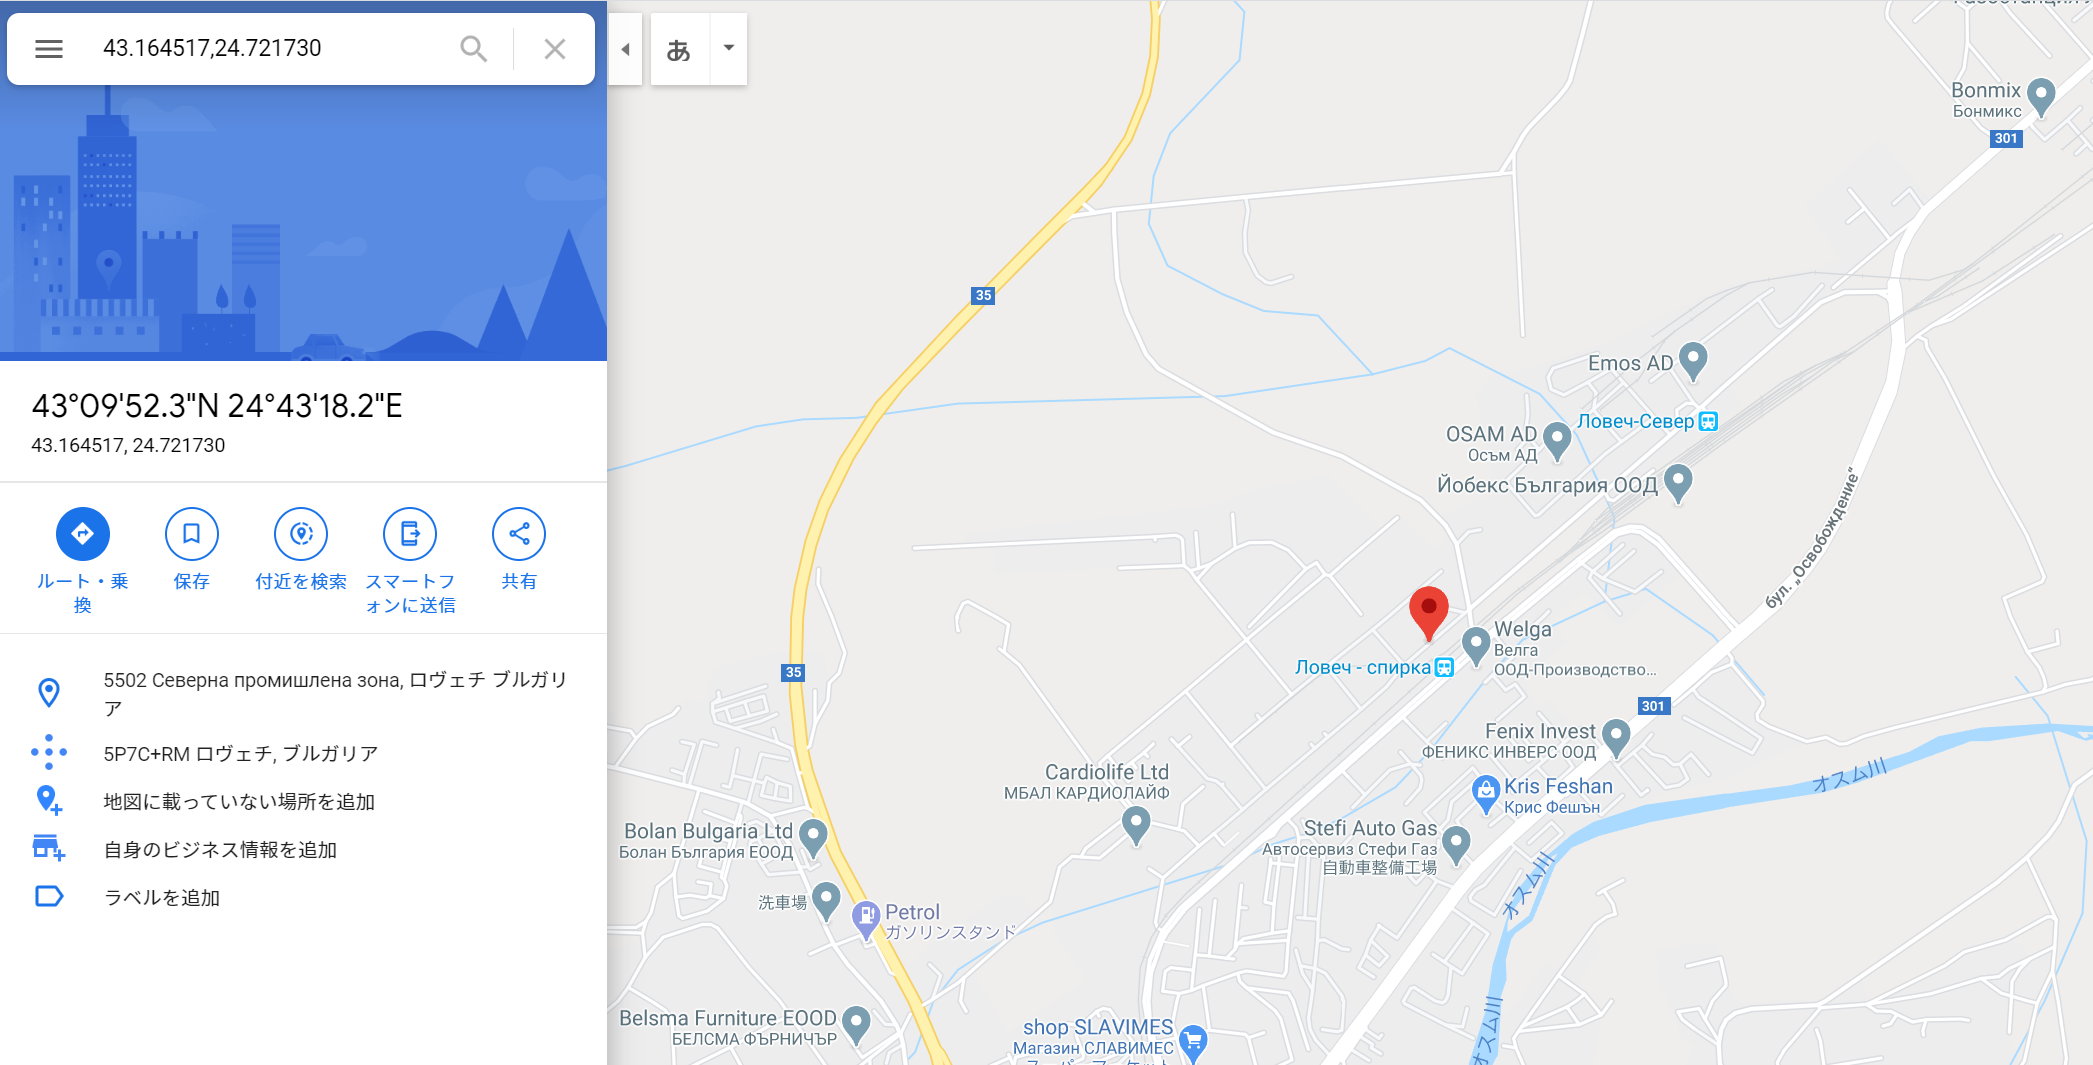 43.164517,24.721730
あ
43°09'52.3"N 24°43'18.2"E
43.164517, 24.721730
ルート・乗
換
保存
付近を検索
スマートフ
ォンに送信
共有
5502 Северна промишлена зона, ロヴェチ ブルガリ
ア
5P7C+RM ロヴェチ, ブルガリア
地図に載っていない場所を追加
自身のビジネス情報を追加
ラベルを追加
Bonmix
Бонмикс
301
35
Emos AD
Ловеч-Север
OSAM AD
Осъм АД
Йобекс България ООД
бул. „Освобождение“
Welga
Велга
ООД-Производство...
Ловеч - спирка
35
301
Fenix Invest
ФЕНИКС ИНВЕРС ООД
オスム川
Cardiolife Ltd
МБАЛ КАРДИОЛАЙФ
Kris Feshan
Крис Фешън
Bolan Bulgaria Ltd
Болан България ЕООД
Stefi Auto Gas
Автосервиз Стефи Газ
自動車整備工場
オスム川
洗車場
Petrol
ガソリンスタンド
Belsma Furniture EOOD
БЕЛСМА ФЪРНИЧЪР
shop SLAVIMES
Магазин СЛАВИМЕС
オスム川